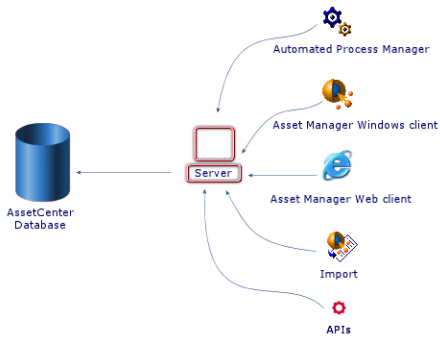 Automated Process Manager
Asset Manager Windows client
Server
Asset Manager Web client
AssetCenter
Database
Import
APIs